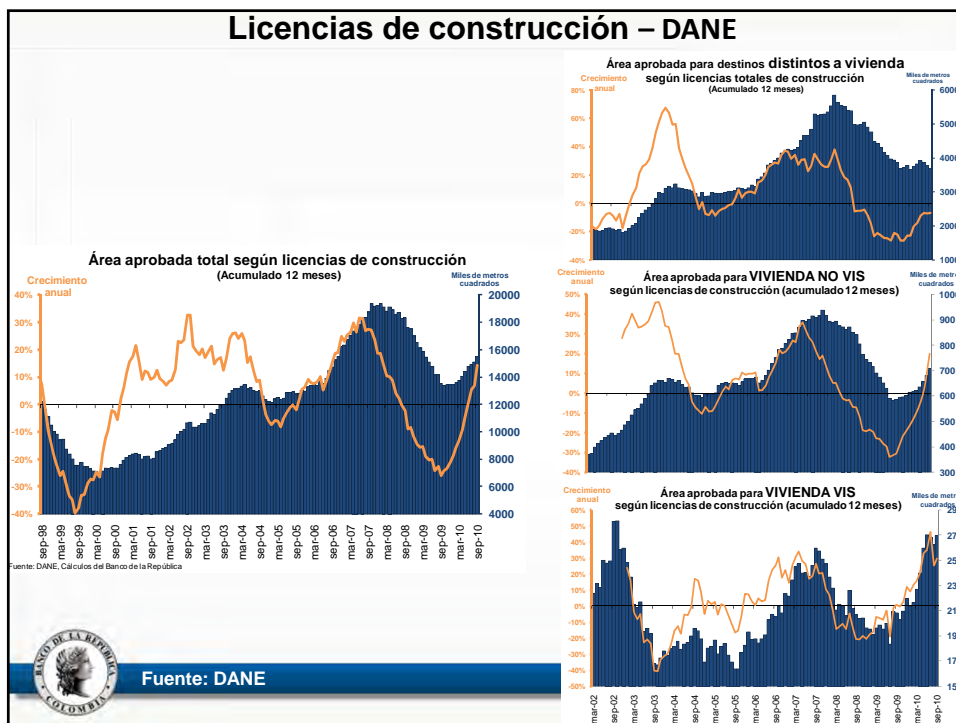 Licencias de construcción – DANE
Área aprobada para destinos distintos a vivienda
según licencias totales de construcción
(Acumulado 12 meses)
Crecimiento
anual
Miles de metros
cuadrados
80%
60%
40%
20%
0%
-20%
-40%
6000
5000
4000
3000
2000
1000
Área aprobada total según licencias de construcción
(Acumulado 12 meses)
Crecimiento
anual
Miles de metros
cuadrados
40%
30%
20%
10%
0%
-10%
-20%
-30%
-40%
20000
18000
16000
14000
12000
10000
8000
6000
4000
sep-98
mar-99
sep-99
mar-00
sep-00
mar-01
sep-01
mar-02
sep-02
mar-03
sep-03
mar-04
sep-04
mar-05
sep-05
mar-06
sep-06
mar-07
sep-07
mar-08
sep-08
mar-09
sep-09
mar-10
sep-10
Fuente: DANE, Cálculos del Banco de la República
Área aprobada para VIVIENDA NO VIS
según licencias de construcción (acumulado 12 meses)
Crecimiento
anual
Miles de met
cuadrados
50%
40%
30%
20%
10%
0%
-10%
-20%
-30%
-40%
1000
900
800
700
600
500
400
300
Área aprobada para VIVIENDA VIS
según licencias de construcción (acumulado 12 meses)
Crecimiento
anual
Miles de met
cuadrados
60%
50%
40%
30%
20%
10%
0%
-10%
-20%
-30%
-40%
-50%
29
27
25
23
21
19
17
15
mar-02
sep-02
mar-03
sep-03
mar-04
sep-04
mar-05
sep-05
mar-06
sep-06
mar-07
sep-07
mar-08
sep-08
mar-09
sep-09
mar-10
sep-10
BANCO DE LA REPUBLICA
COLOMBIA
Fuente: DANE